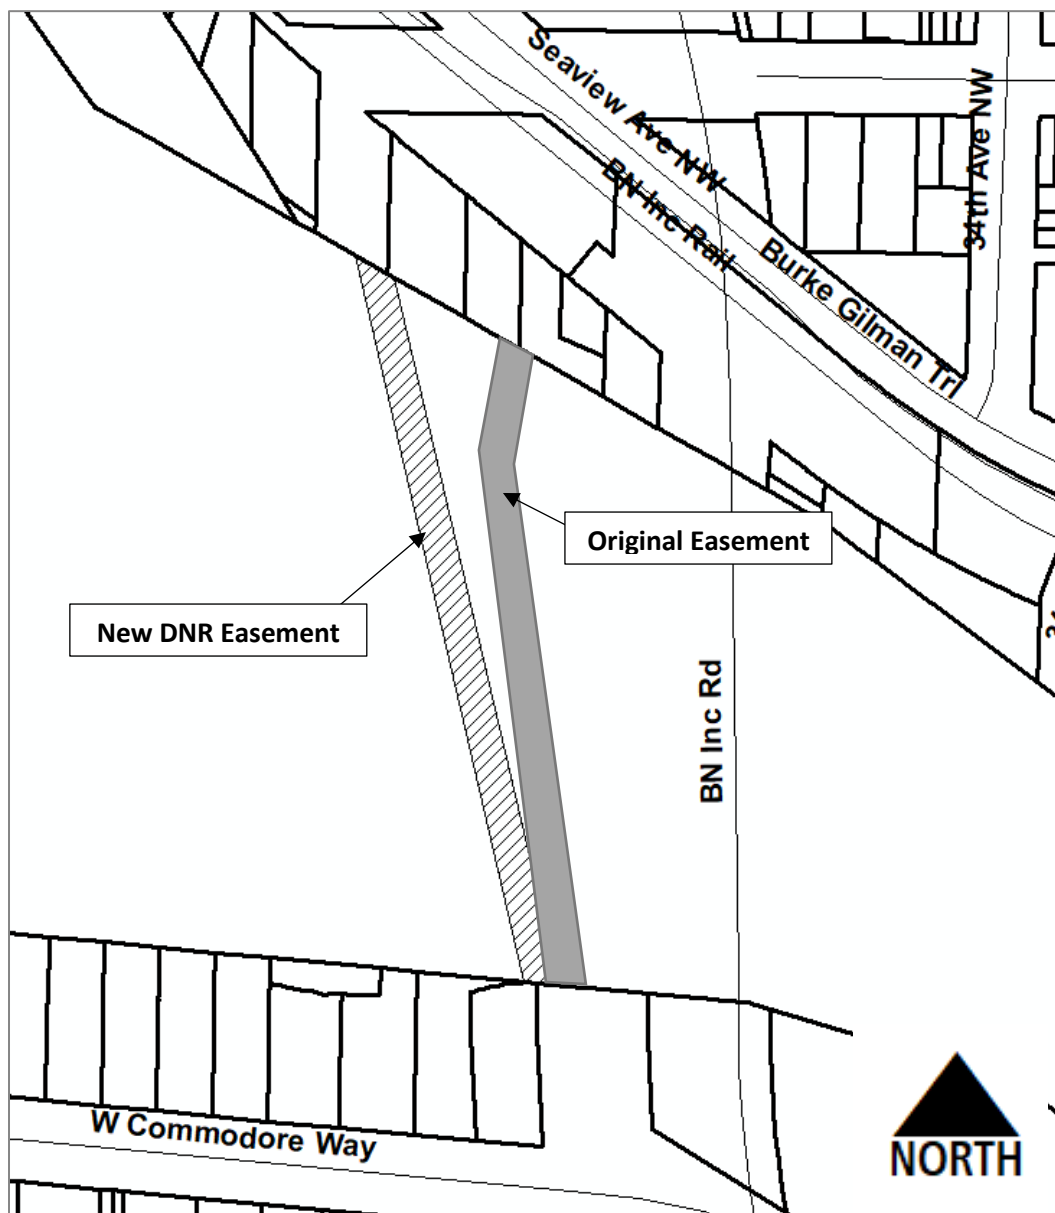 Seaview Ave NW
34th Ave NW
BN Inc Rail
Burke Gilman Trl
Original Easement
New DNR Easement
BN Inc Rd
W Commodore Way
NORTH